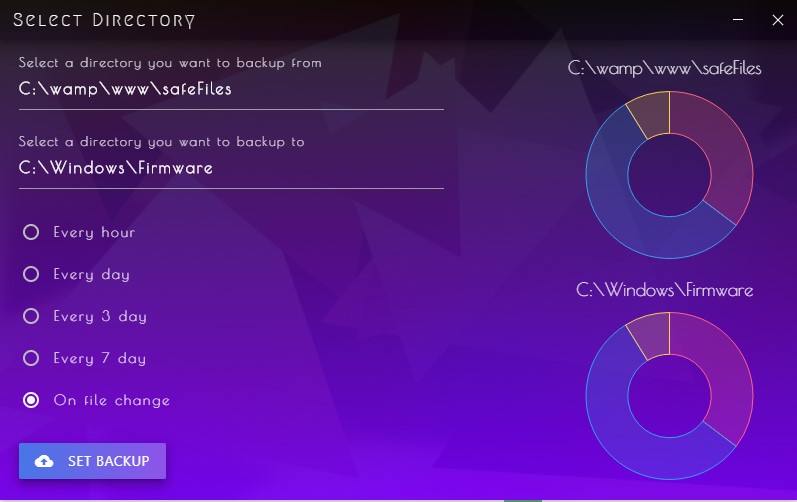 Select Directory
Select a directory you want to backup from
C:\wamp\www\safeFiles
Select a directory you want to backup to
C:\Windows\Firmware
Every hour
Every day
Every 3 day
Every 7 day
On file change
SET BACKUP
C:\wamp\www\safeFiles
C:\Windows\Firmware